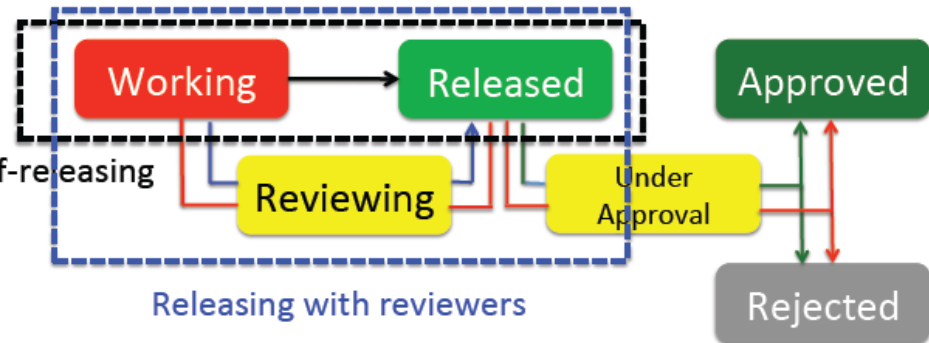 Working
Released
Approved
f-releasing
Reviewing
Under
Approval
Releasing with reviewers
Rejected